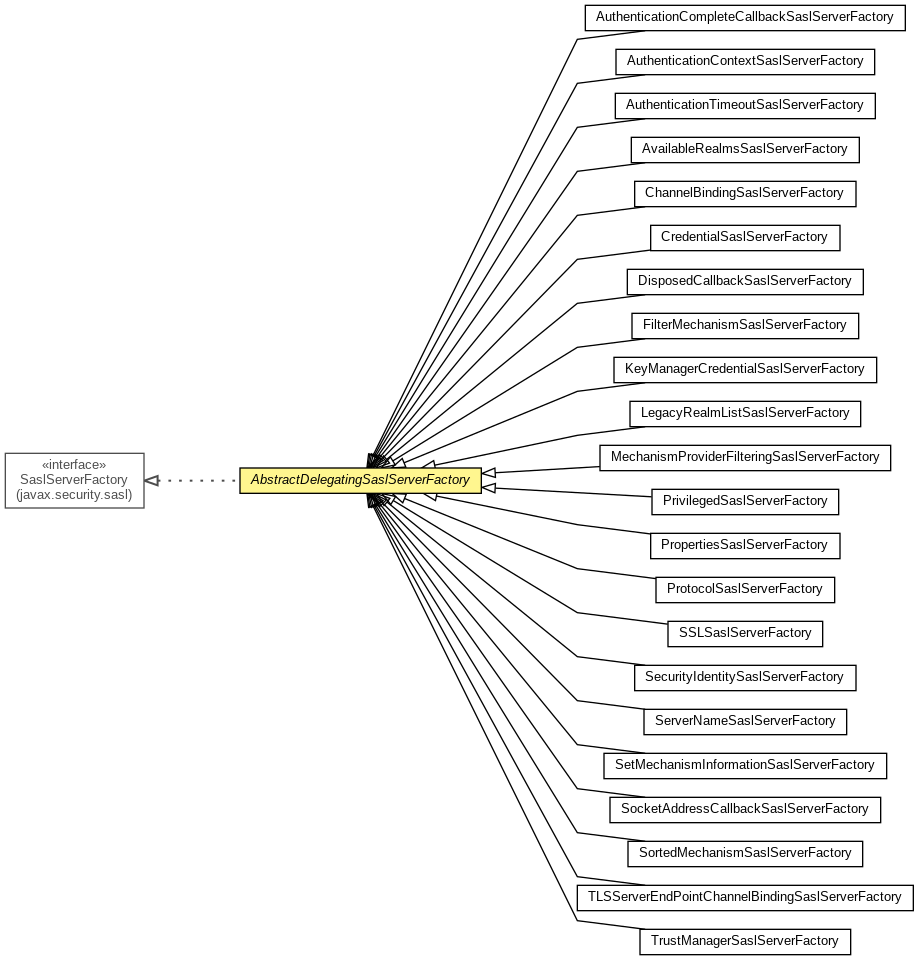 AuthenticationCompleteCallbackSaslServerFactory
AuthenticationContextSaslServerFactory
AuthenticationTimeoutSaslServerFactory
AvailableRealmsSaslServerFactory
ChannelBindingSaslServerFactory
CredentialSaslServerFactory
DisposedCallbackSaslServerFactory
FilterMechanismSaslServerFactory
KeyManagerCredentialSaslServerFactory
LegacyRealmListSaslServerFactory
MechanismProviderFilteringSaslServerFactory
«interface»
SaslServerFactory
(javax.security.sasl)
AbstractDelegatingSaslServerFactory
PrivilegedSaslServerFactory
PropertiesSaslServerFactory
ProtocolSaslServerFactory
SSLSaslServerFactory
SecurityIdentitySaslServerFactory
ServerNameSaslServerFactory
SetMechanismInformationSaslServerFactory
SocketAddressCallbackSaslServerFactory
SortedMechanismSaslServerFactory
TLSServerEndPointChannelBindingSaslServerFactory
TrustManagerSaslServerFactory